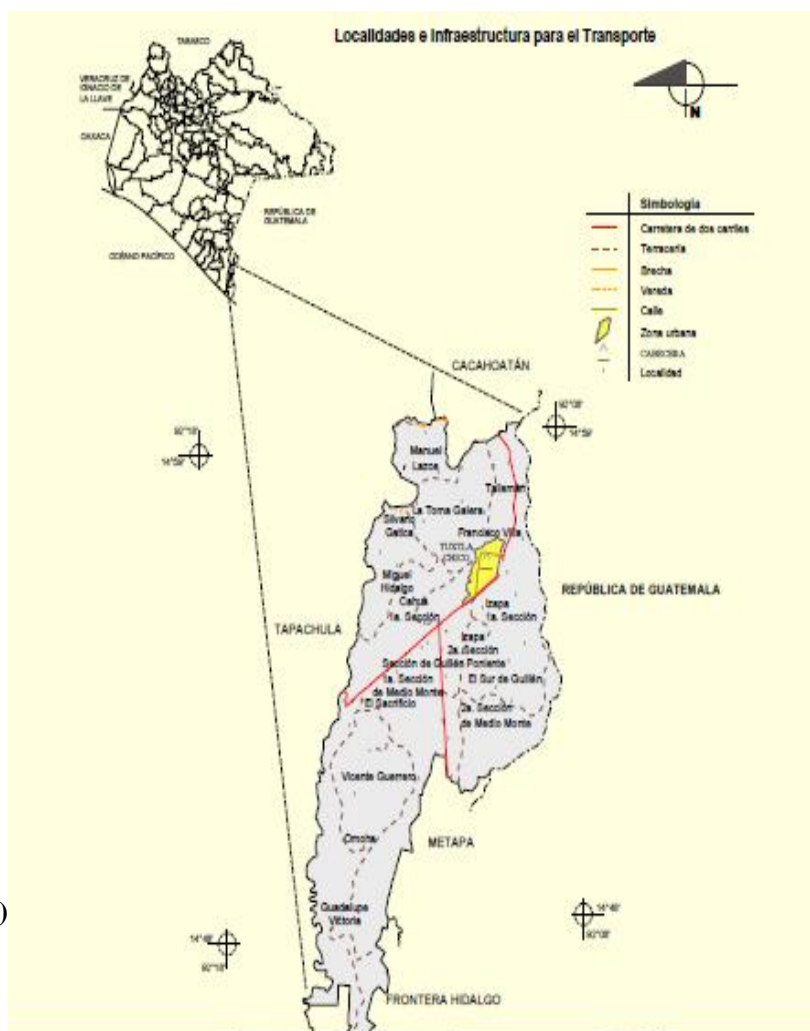 Localidades e Infraestructura para el Transporte
TABASCO
VERACRUZ DE
IGNACIO DE
LA LLAVE
OAXACA
REPÚBLICA DE
GUATEMALA
OCÉANO PACÍFICO
N
Simbología
Carretera de dos carriles
Terracería
Brecha
Vereda
Calle
Zona urbana
CABECERA
Localidad
CACAHOATÁN
Manuel
Lazos
Talismán
La Toma Galera
Silvano
Gatica
Francisco Villa
TUXTLA
CHICO
Miguel
Hidalgo
REPÚBLICA DE GUATEMALA
Cahuá
1a. Sección
Izapa
1a. Sección
TAPACHULA
Izapa
2a. Sección
Sección de Guillén Poniente
1a. Sección
de Medio Monte
El Sur de Guillén
El Sacrificio
2a. Sección
de Medio Monte
Vicente Guerrero
Omoha
METAPA
Guadalupe
Victoria
)
FRONTERA HIDALGO